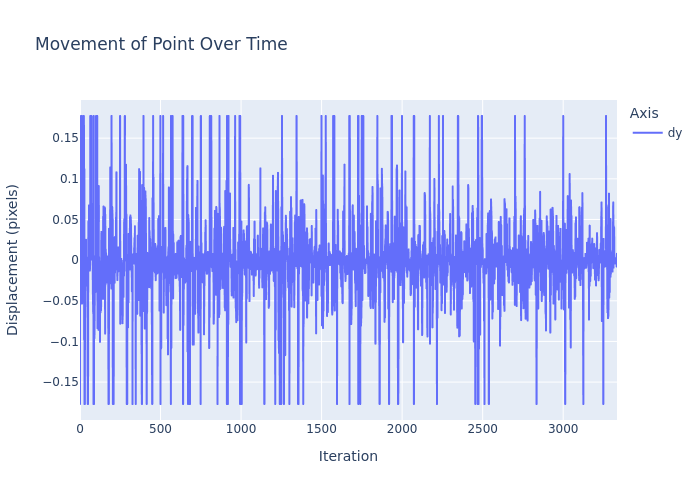 Movement of Point Over Time
Axis
dy
Displacement (pixels)
0.15
0.1
0.05
0
−0.05
−0.1
−0.15
0 500 1000 1500 2000 2500 3000
Iteration